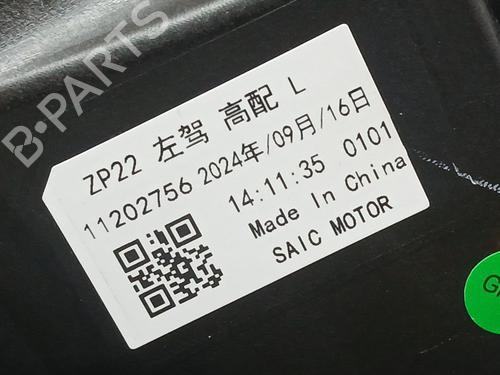 B·PARTS
ZP22 左驾 高配 L
11202756 2024年/09月/16日
14:11:35 0101
Made In China
SAIC MOTOR